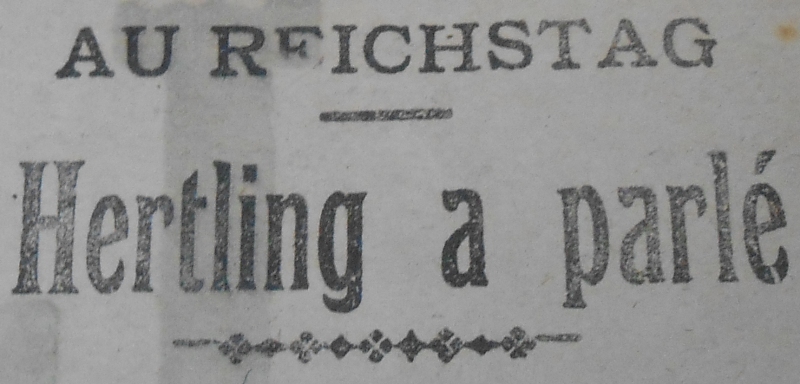 AU REICHSTAG
Hertling a parlé